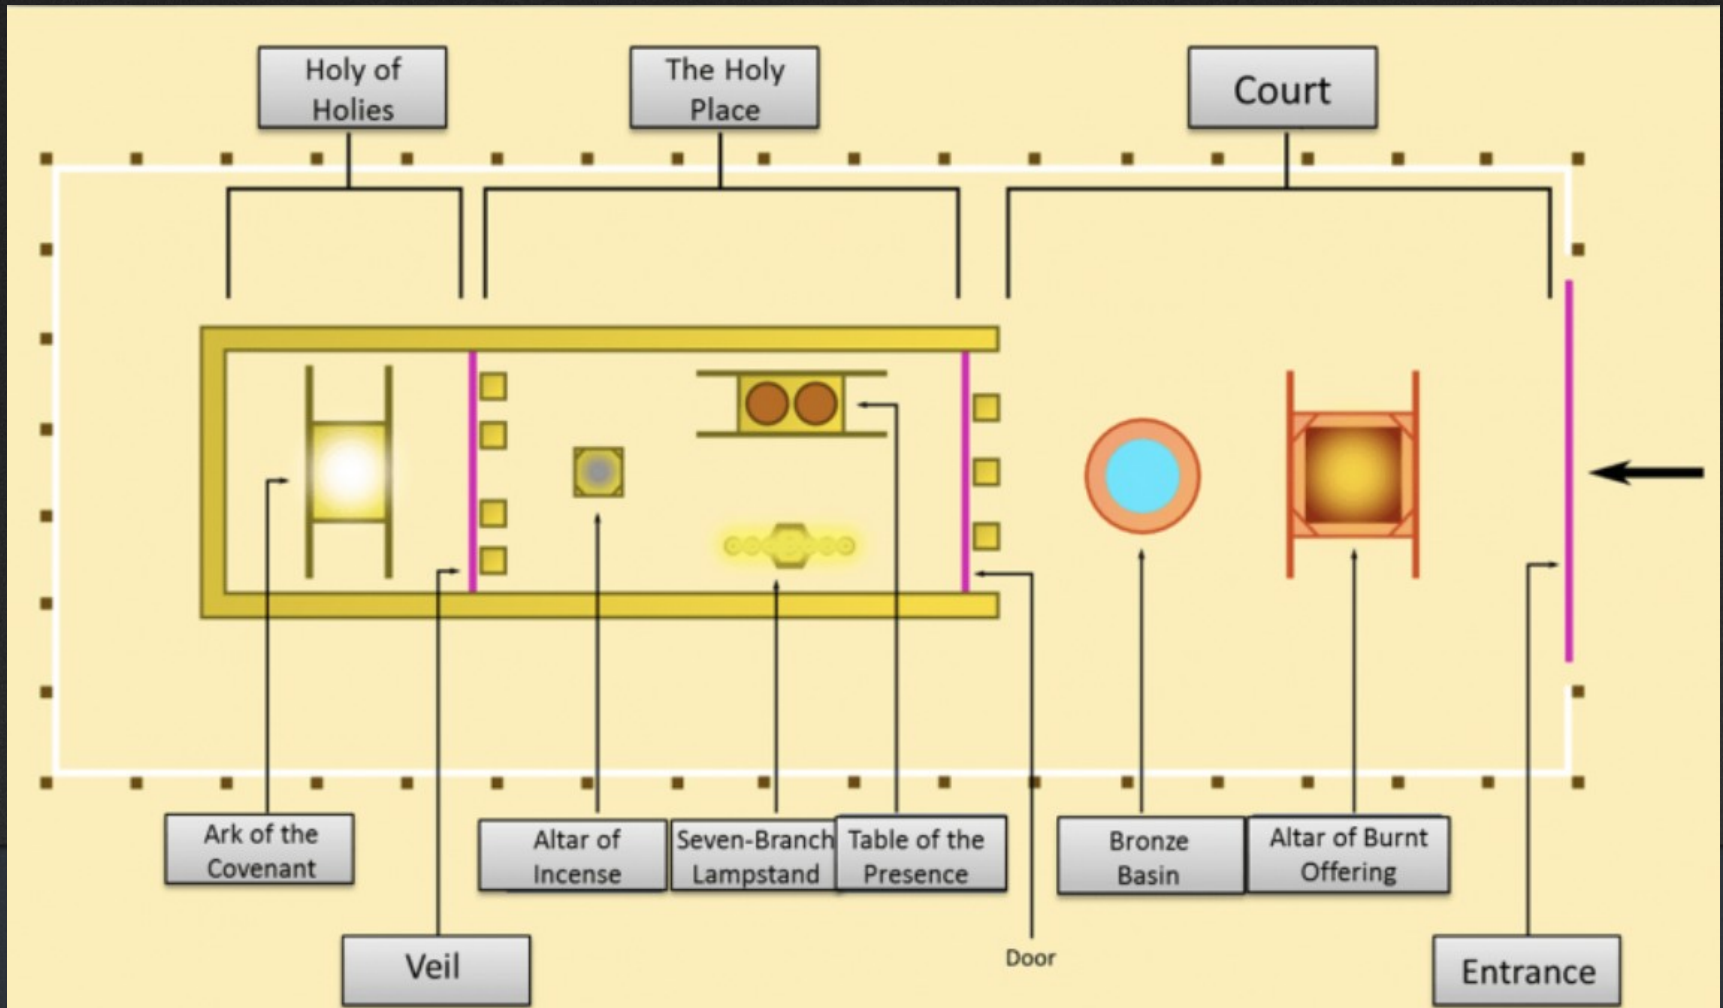 Holy of
Holies
The Holy
Place
Court
Ark of the
Covenant
Altar of
Incense
Seven-Branch
Lampstand
Table of the
Presence
Bronze
Basin
Altar of Burnt
Offering
Veil
Door
Entrance